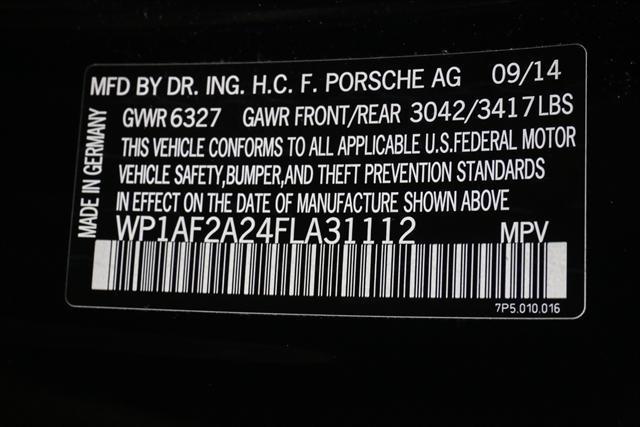 MFD BY DR. ING. H.C. F. PORSCHE AG 09/14
GVWR 6327 GAWR FRONT/REAR 3042/3417LBS
THIS VEHICLE CONFORMS TO ALL APPLICABLE U.S.FEDERAL MOTOR
VEHICLE SAFETY,BUMPER,AND THEFT PREVENTION STANDARDS
IN EFFECT ON THE DATE OF MANUFACTURE SHOWN ABOVE
WP1AF2A24FLA31112 MPV
7P5.010.016
MADE IN GERMANY